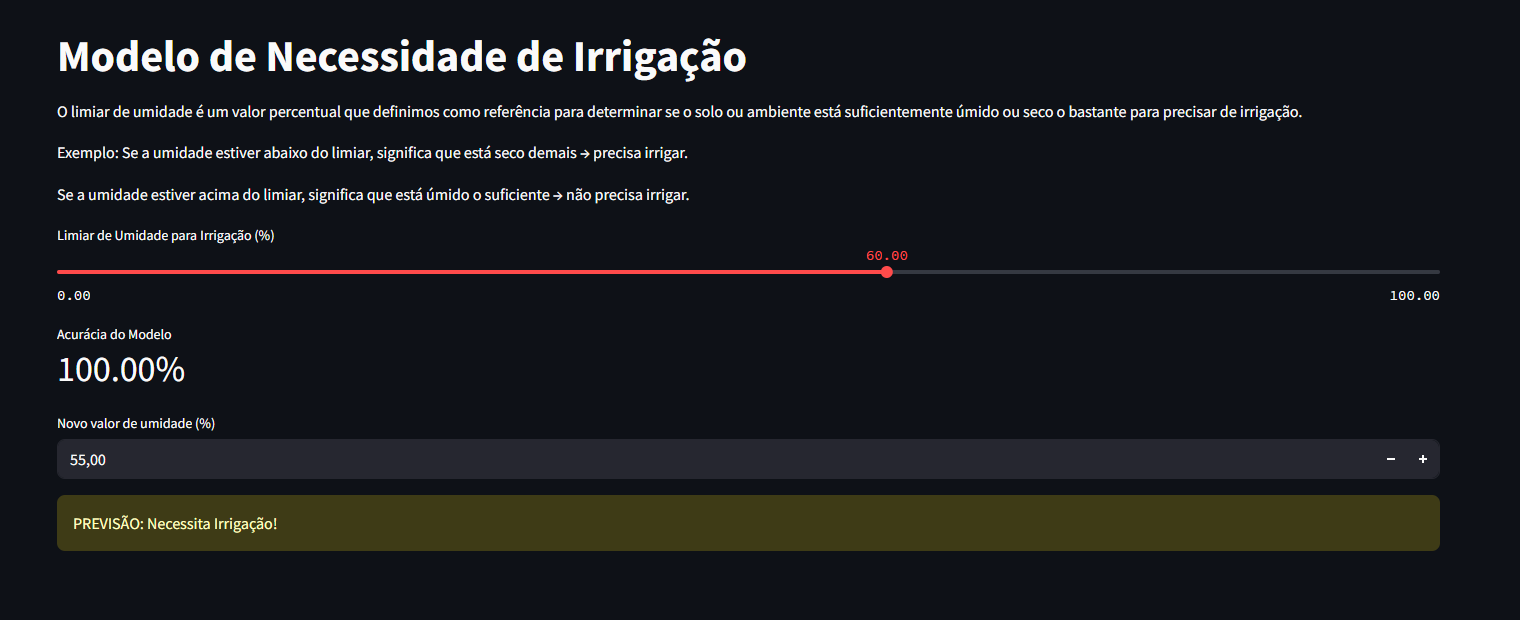 Modelo de Necessidade de Irrigação
O limiar de umidade é um valor percentual que definimos como referência para determinar se o solo ou ambiente está suficientemente úmido ou seco o bastante para precisar de irrigação.
Exemplo: Se a umidade estiver abaixo do limiar, significa que está seco demais → precisa irrigar.
Se a umidade estiver acima do limiar, significa que está úmido o suficiente → não precisa irrigar.
Limiar de Umidade para Irrigação (%)
60.00
0.00 100.00
Acurácia do Modelo
100.00%
Novo valor de umidade (%)
55,00 − +
PREVISÃO: Necessita Irrigação!